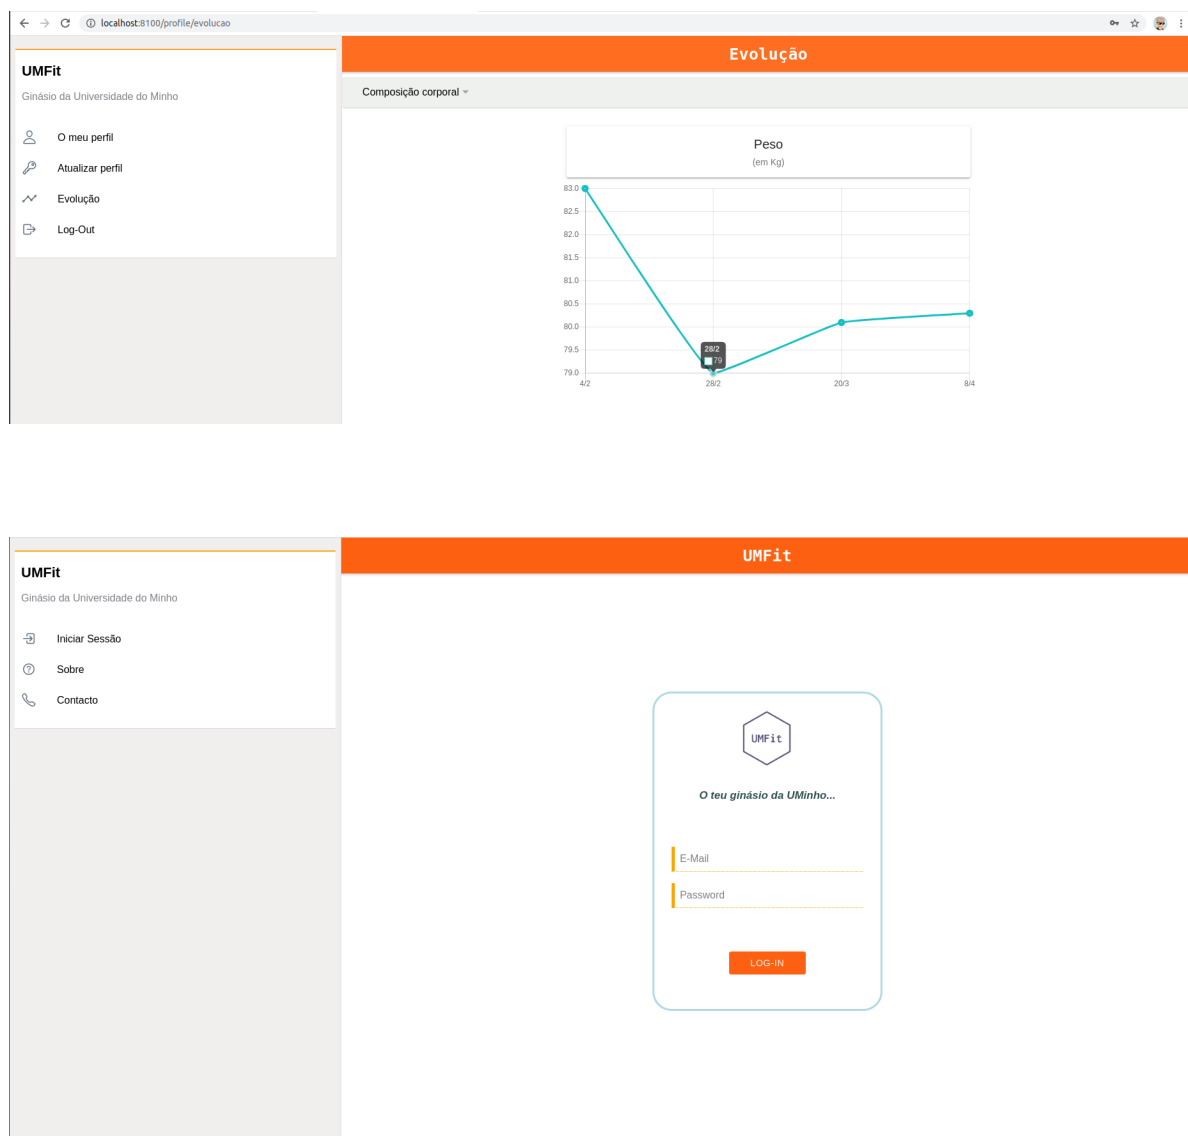 localhost:8100/profile/evolucao
UMFit
Ginásio da Universidade do Minho
O meu perfil
Atualizar perfil
Evolução
Log-Out
Evolução
Composição corporal
Peso
(em Kg)
83.0
82.5
82.0
81.5
81.0
80.5
80.0
79.5
79.0
28/2
79
4/2 28/2 20/3 8/4
UMFit
Ginásio da Universidade do Minho
Iniciar Sessão
Sobre
Contacto
UMFit
UMFit
O teu ginásio da UMinho...
E-Mail
Password
LOG-IN